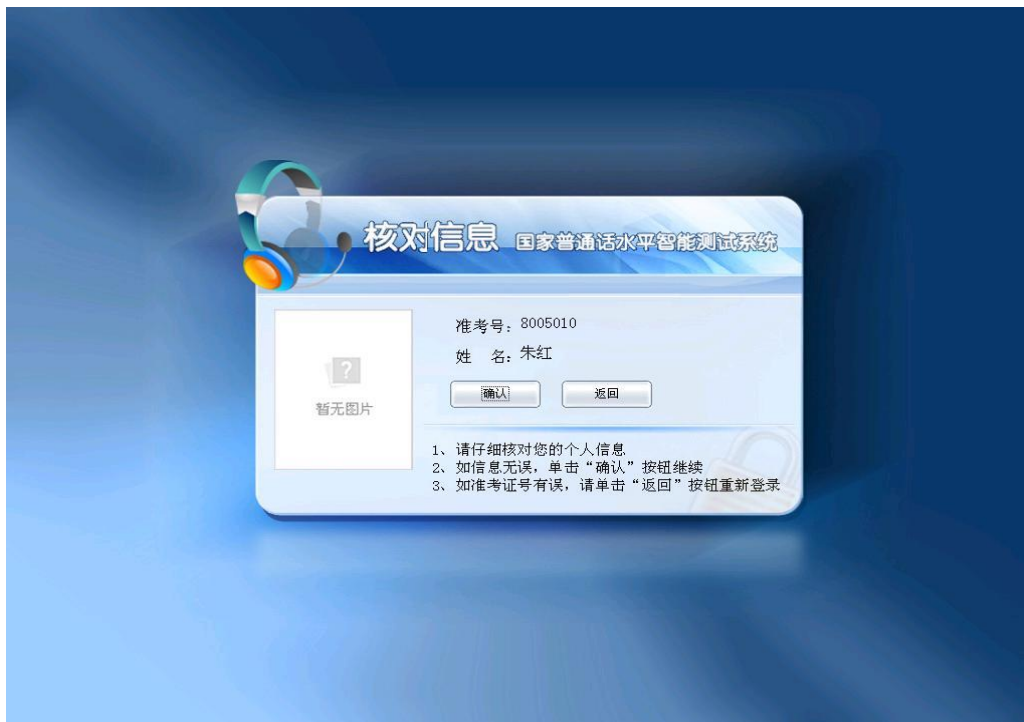 核对信息 国家普通话水平智能测试系统
?
暂无图片
准考号：8005010
姓 名：朱红
确认 返回
1、请仔细核对您的个人信息
2、如信息无误，单击“确认”按钮继续
3、如准考证号有误，请单击“返回”按钮重新登录